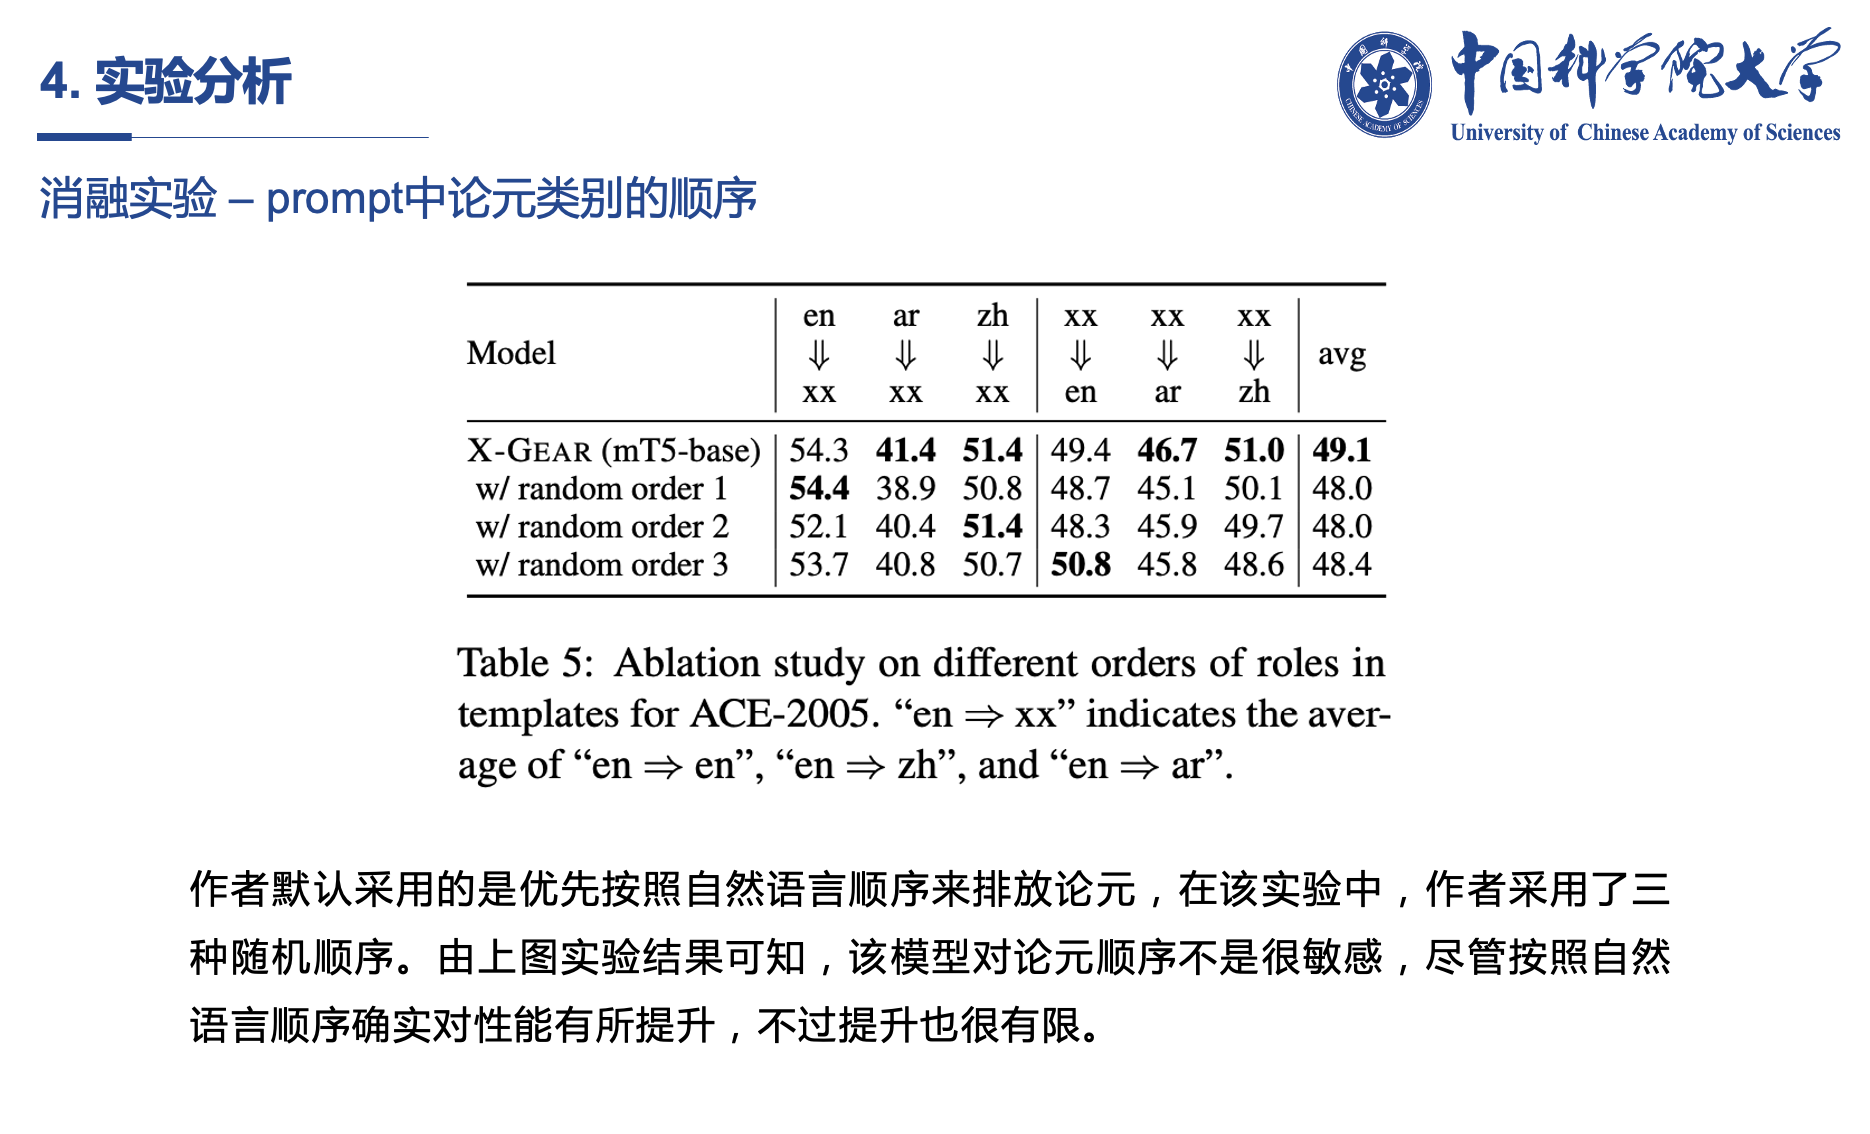 4. 实验分析
中国科学院大学
University of Chinese Academy of Sciences
消融实验 – prompt中论元类别的顺序
en ar zh xx xx xx
Model ⇓ ⇓ ⇓ ⇓ ⇓ ⇓ avg
xx xx xx en ar zh
X-GEAR (mT5-base) 54.3 41.4 51.4 49.4 46.7 51.0 49.1
w/ random order 1 54.4 38.9 50.8 48.7 45.1 50.1 48.0
w/ random order 2 52.1 40.4 51.4 48.3 45.9 49.7 48.0
w/ random order 3 53.7 40.8 50.7 50.8 45.8 48.6 48.4
Table 5: Ablation study on different orders of roles in
templates for ACE-2005. “en ⇒ xx” indicates the aver-
age of “en ⇒ en”, “en ⇒ zh”, and “en ⇒ ar”.
作者默认采用的是优先按照自然语言顺序来排放论元，在该实验中，作者采用了三
种随机顺序。由上图实验结果可知，该模型对论元顺序不是很敏感，尽管按照自然
语言顺序确实对性能有所提升，不过提升也很有限。